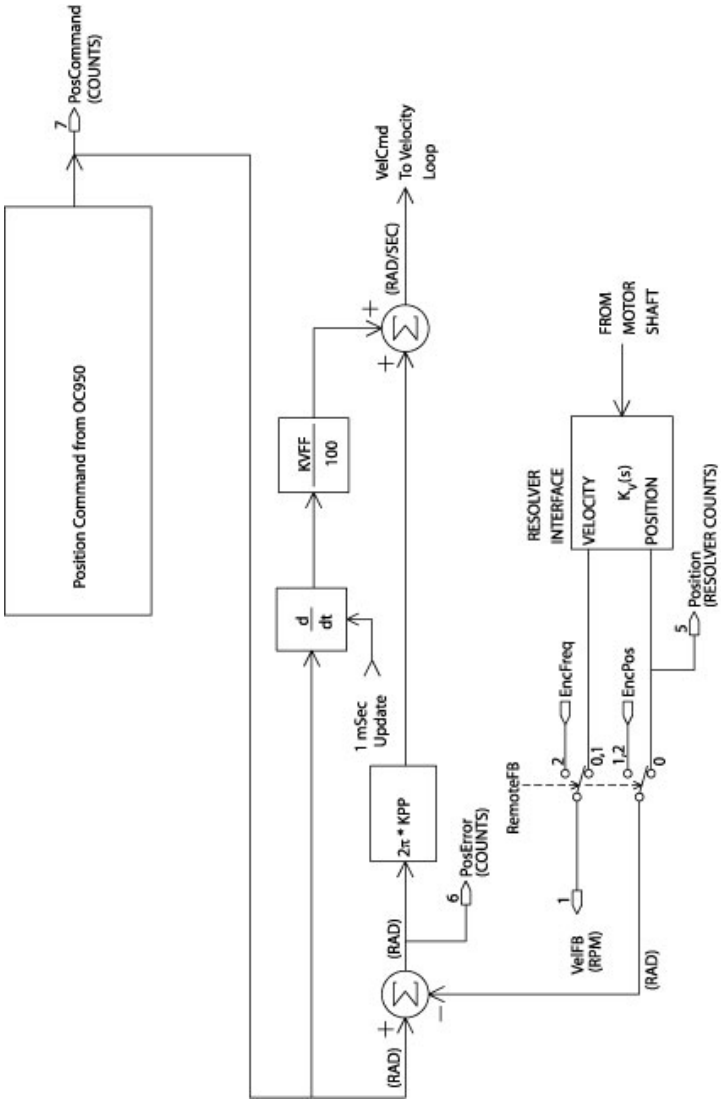 Position Command from OC950
7
PosCommand
(COUNTS)
(RAD)
+
Σ
−
(RAD)
6
PosError
(COUNTS)
2π * KPP
1 mSec
Update
d
dt
KVFF
100
+
+
Σ
(RAD/SEC)
VelCmd
To Velocity
Loop
(RAD)
VelFB
(RPM)
1
RemoteFB
2
EncFreq
0,1
1,2
EncPos
0
5
Position
(RESOLVER COUNTS)
RESOLVER
INTERFACE
VELOCITY
Kv(s)
POSITION
FROM
MOTOR
SHAFT